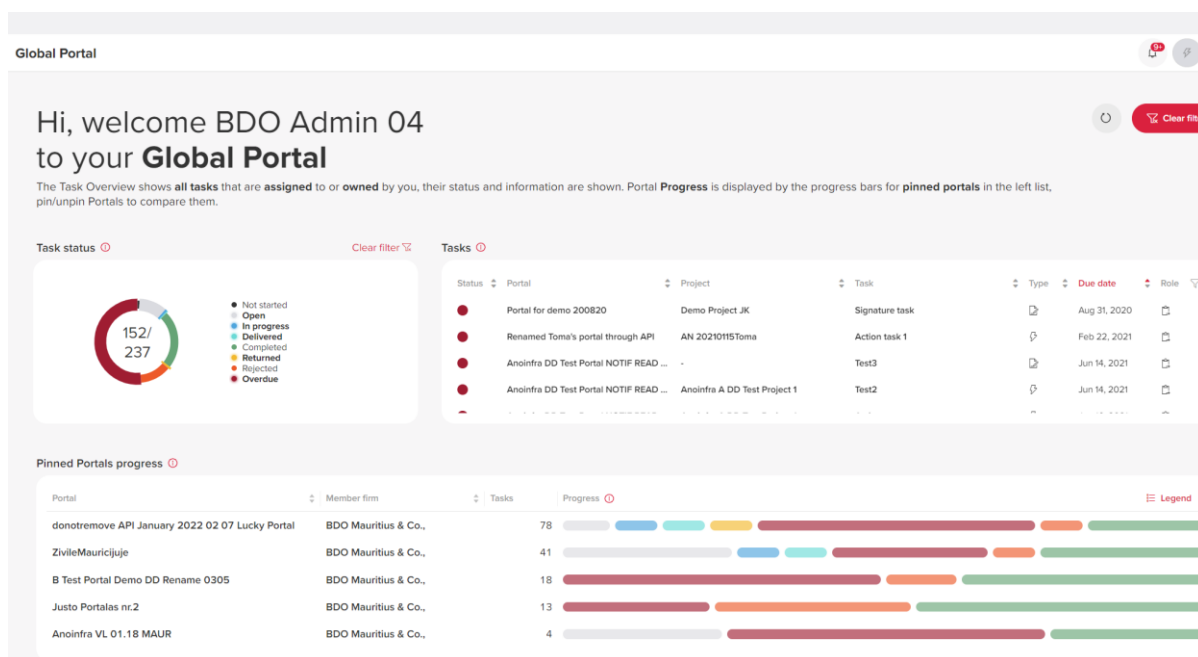 Global Portal
9+
Hi, welcome BDO Admin 04
to your Global Portal
Clear filt
The Task Overview shows all tasks that are assigned to or owned by you, their status and information are shown. Portal Progress is displayed by the progress bars for pinned portals in the left list,
pin/unpin Portals to compare them.
Task status
Clear filter
152/
237
Not started
Open
In progress
Delivered
Completed
Returned
Rejected
Overdue
Tasks
Status Portal Project Task Type Due date Role
Portal for demo 200820 Demo Project JK Signature task Aug 31, 2020
Renamed Toma's portal through API AN 20210115Toma Action task 1 Feb 22, 2021
Anoinfra DD Test Portal NOTIF READ ... - Test3 Jun 14, 2021
Anoinfra DD Test Portal NOTIF READ ... Anoinfra A DD Test Project 1 Test2 Jun 14, 2021
Pinned Portals progress
Portal Member firm Tasks Progress Legend
donotremove API January 2022 02 07 Lucky Portal BDO Mauritius & Co., 78
ZivileMauricijuje BDO Mauritius & Co., 41
B Test Portal Demo DD Rename 0305 BDO Mauritius & Co., 18
Justo Portalas nr.2 BDO Mauritius & Co., 13
Anoinfra VL 01.18 MAUR BDO Mauritius & Co., 4